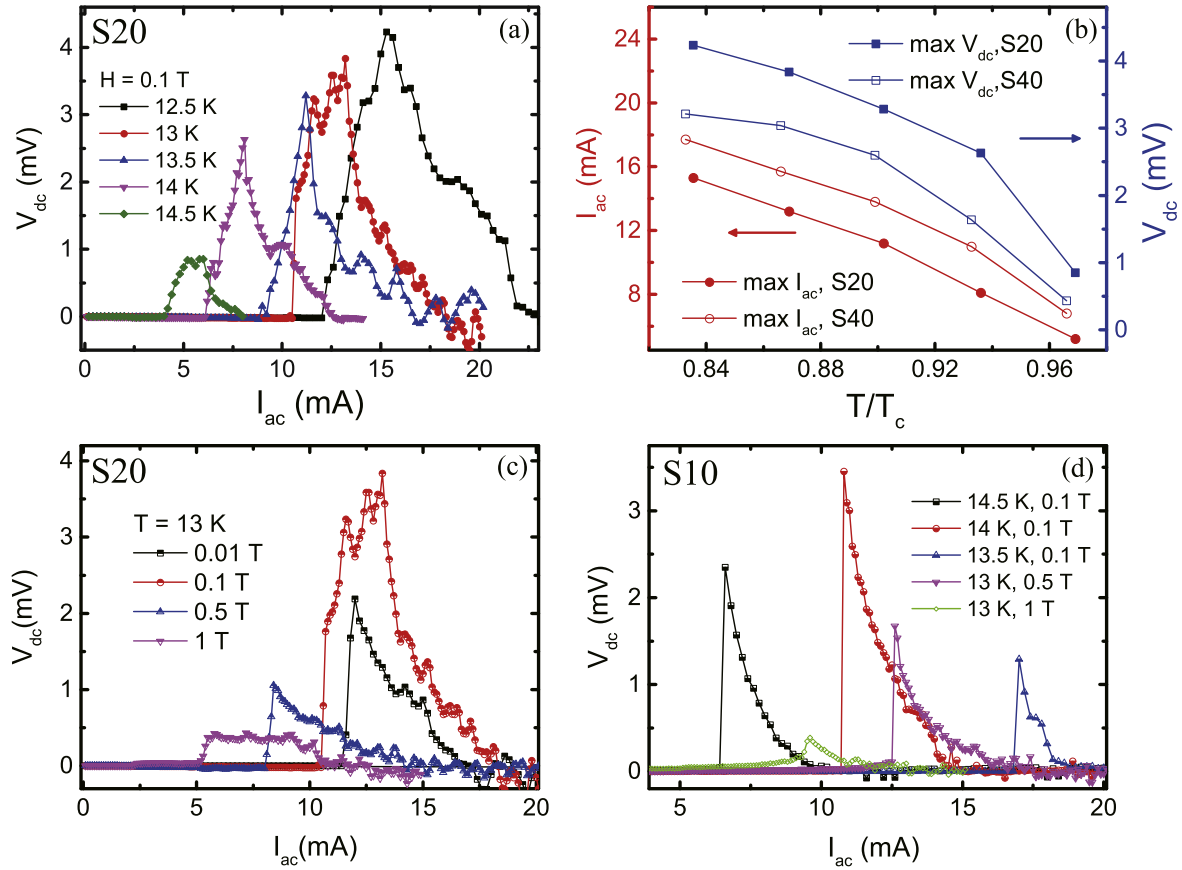 S20
(a)
H = 0.1 T
12.5 K
13 K
13.5 K
14 K
14.5 K
V_dc (mV)
4
3
2
1
0
0 5 10 15 20
I_ac (mA)
(b)
max V_dc, S20
max V_dc, S40
max I_ac, S20
max I_ac, S40
I_ac (mA)
24
20
16
12
8
V_dc (mV)
4
3
2
1
0
0.84 0.88 0.92 0.96
T/T_c
S20
(c)
T = 13 K
0.01 T
0.1 T
0.5 T
1 T
V_dc (mV)
4
3
2
1
0
0 5 10 15 20
I_ac(mA)
S10
(d)
14.5 K, 0.1 T
14 K, 0.1 T
13.5 K, 0.1 T
13 K, 0.5 T
13 K, 1 T
V_dc (mV)
3
2
1
0
5 10 15 20
I_ac (mA)